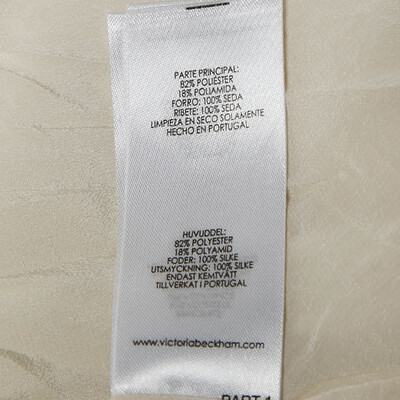 PARTE PRINCIPAL:
82% POLIÉSTER
18% POLIAMIDA
FORRO: 100% SEDA
RIBETE: 100% SEDA
LIMPIEZA EN SECO SOLAMENTE
HECHO EN PORTUGAL
HUVUDDEL:
82% POLYESTER
18% POLYAMID
FODER: 100% SILKE
UTSMYCKNING: 100% SILKE
ENDAST KEMTVÄTT
TILLVERKAT I PORTUGAL
www.victoriabeckham.com
PART 1